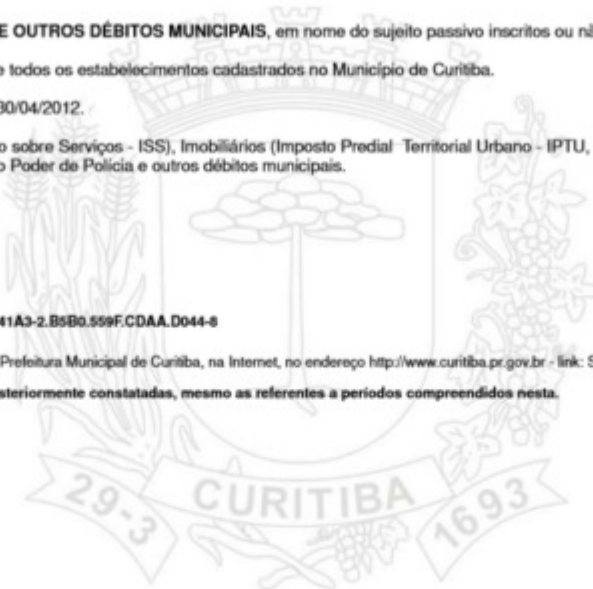 E OUTROS DÉBITOS MUNICIPAIS, em nome do sujeito passivo inscritos ou nã
e todos os estabelecimentos cadastrados no Município de Curitiba.
30/04/2012.
o sobre Serviços - ISS), Imobiliários (Imposto Predial Territorial Urbano - IPTU,
o Poder de Polícia e outros débitos municipais.
41A3-2.B5B0.559F.CDAA.D044-8
Prefeitura Municipal de Curitiba, na Internet, no endereço http://www.curitiba.pr.gov.br - link: S
steriormente constatadas, mesmo as referentes a períodos compreendidos nesta.
29-3 CURITIBA 1693